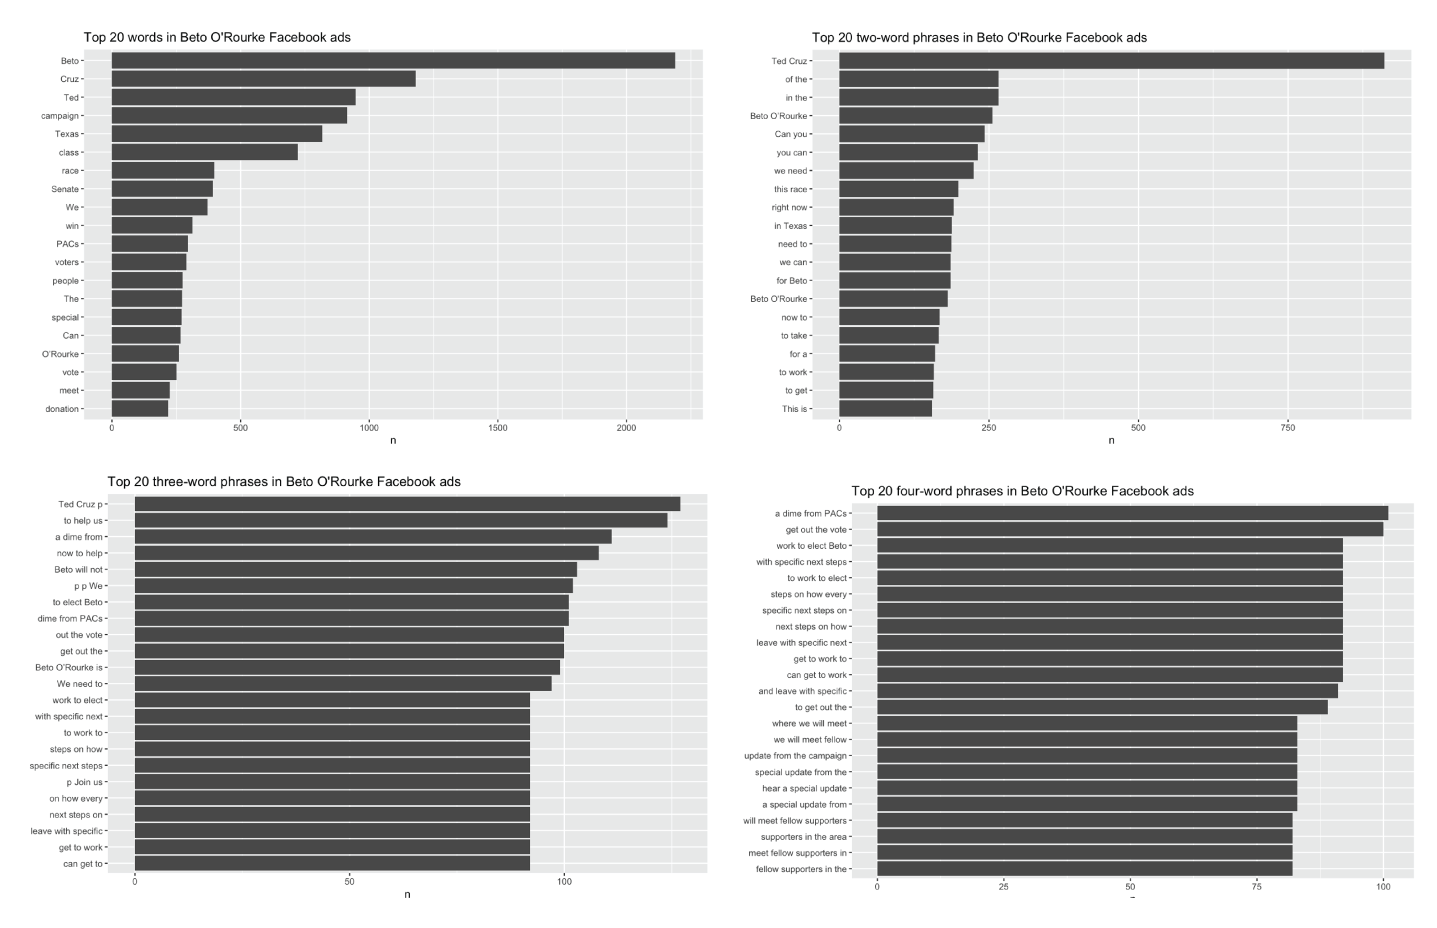 Top 20 words in Beto O'Rourke Facebook ads
Beto
Cruz
Ted
campaign
Texas
class
race
Senate
We
win
PACs
voters
people
The
special
Can
O'Rourke
vote
meet
donation
0 500 1000 1500 2000
n
Top 20 two-word phrases in Beto O'Rourke Facebook ads
Ted Cruz
of the
in the
Beto O'Rourke
Can you
you can
we need
this race
right now
in Texas
need to
we can
for Beto
Beto O'Rourke
now to
to take
for a
to work
to get
This is
0 250 500 750
n
Top 20 three-word phrases in Beto O'Rourke Facebook ads
Ted Cruz p
to help us
a dime from
now to help
Beto will not
p p We
to elect Beto
dime from PACs
out the vote
get out the
Beto O'Rourke is
We need to
work to elect
with specific next
to work to
steps on how
specific next steps
p Join us
on how every
next steps on
leave with specific
get to work
can get to
0 50 100
n
Top 20 four-word phrases in Beto O'Rourke Facebook ads
a dime from PACs
get out the vote
work to elect Beto
with specific next steps
to work to elect
steps on how every
specific next steps on
next steps on how
leave with specific next
get to work to
can get to work
and leave with specific
to get out the
where we will meet
we will meet fellow
update from the campaign
special update from the
hear a special update
a special update from
will meet fellow supporters
supporters in the area
meet fellow supporters in
fellow supporters in the
0 25 50 75 100